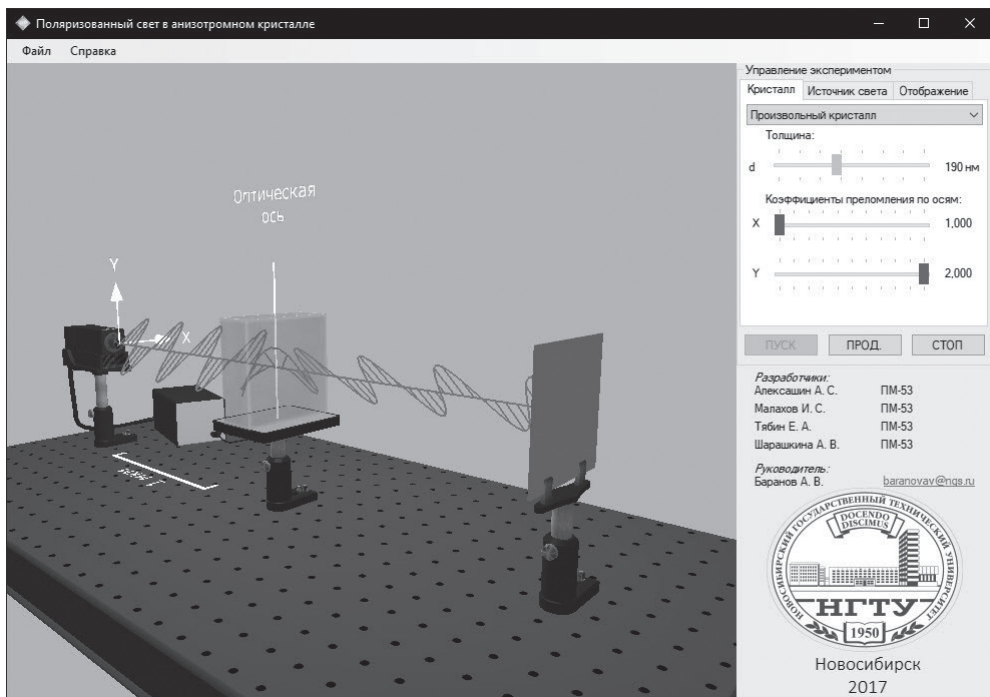 Поляризованный свет в анизотромном кристалле
Файл Справка
Оптическая
ось
Y
X
Управление экспериментом
Кристалл Источник света Отображение
Произвольный кристалл
Толщина:
d 190 нм
Коэффициенты преломления по осям:
X 1,000
Y 2,000
ПУСК ПРОД. СТОП
Разработчики:
Алексашин А. С. ПМ-53
Малахов И. С. ПМ-53
Тябин Е. А. ПМ-53
Шарашкина А. В. ПМ-53
Руководитель:
Баранов А. В. baranovav@ngs.ru
НОВОСИБИРСКИЙ ГОСУДАРСТВЕННЫЙ ТЕХНИЧЕСКИЙ УНИВЕРСИТЕТ
DOCENDO
DISCIMUS
НГТУ
1950
Новосибирск
2017